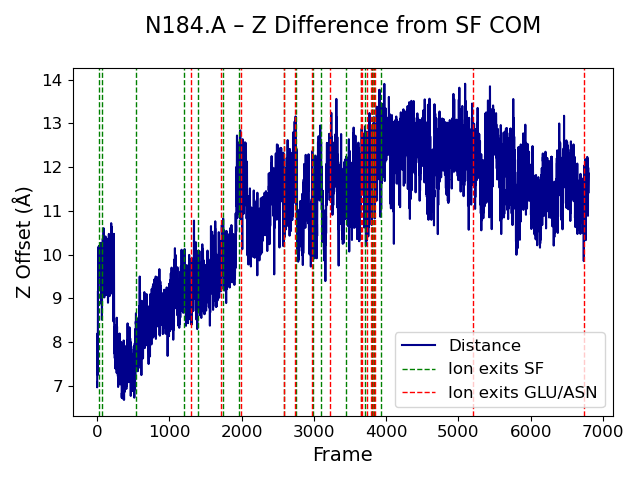 N184.A – Z Difference from SF COM
14
13
12
11
10
9
8
7
Z Offset (Å)
Distance
Ion exits SF
Ion exits GLU/ASN
0 1000 2000 3000 4000 5000 6000 7000
Frame